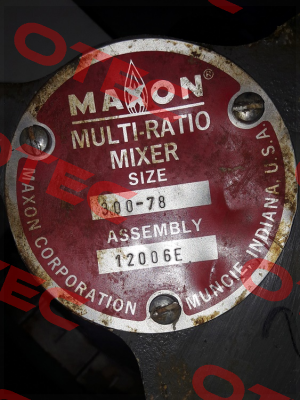 MAXON®
MULTI-RATIO
MIXER
SIZE
300-78
ASSEMBLY
12006E
MAXON CORPORATION
MUNCIE, INDIANA, U.S.A.